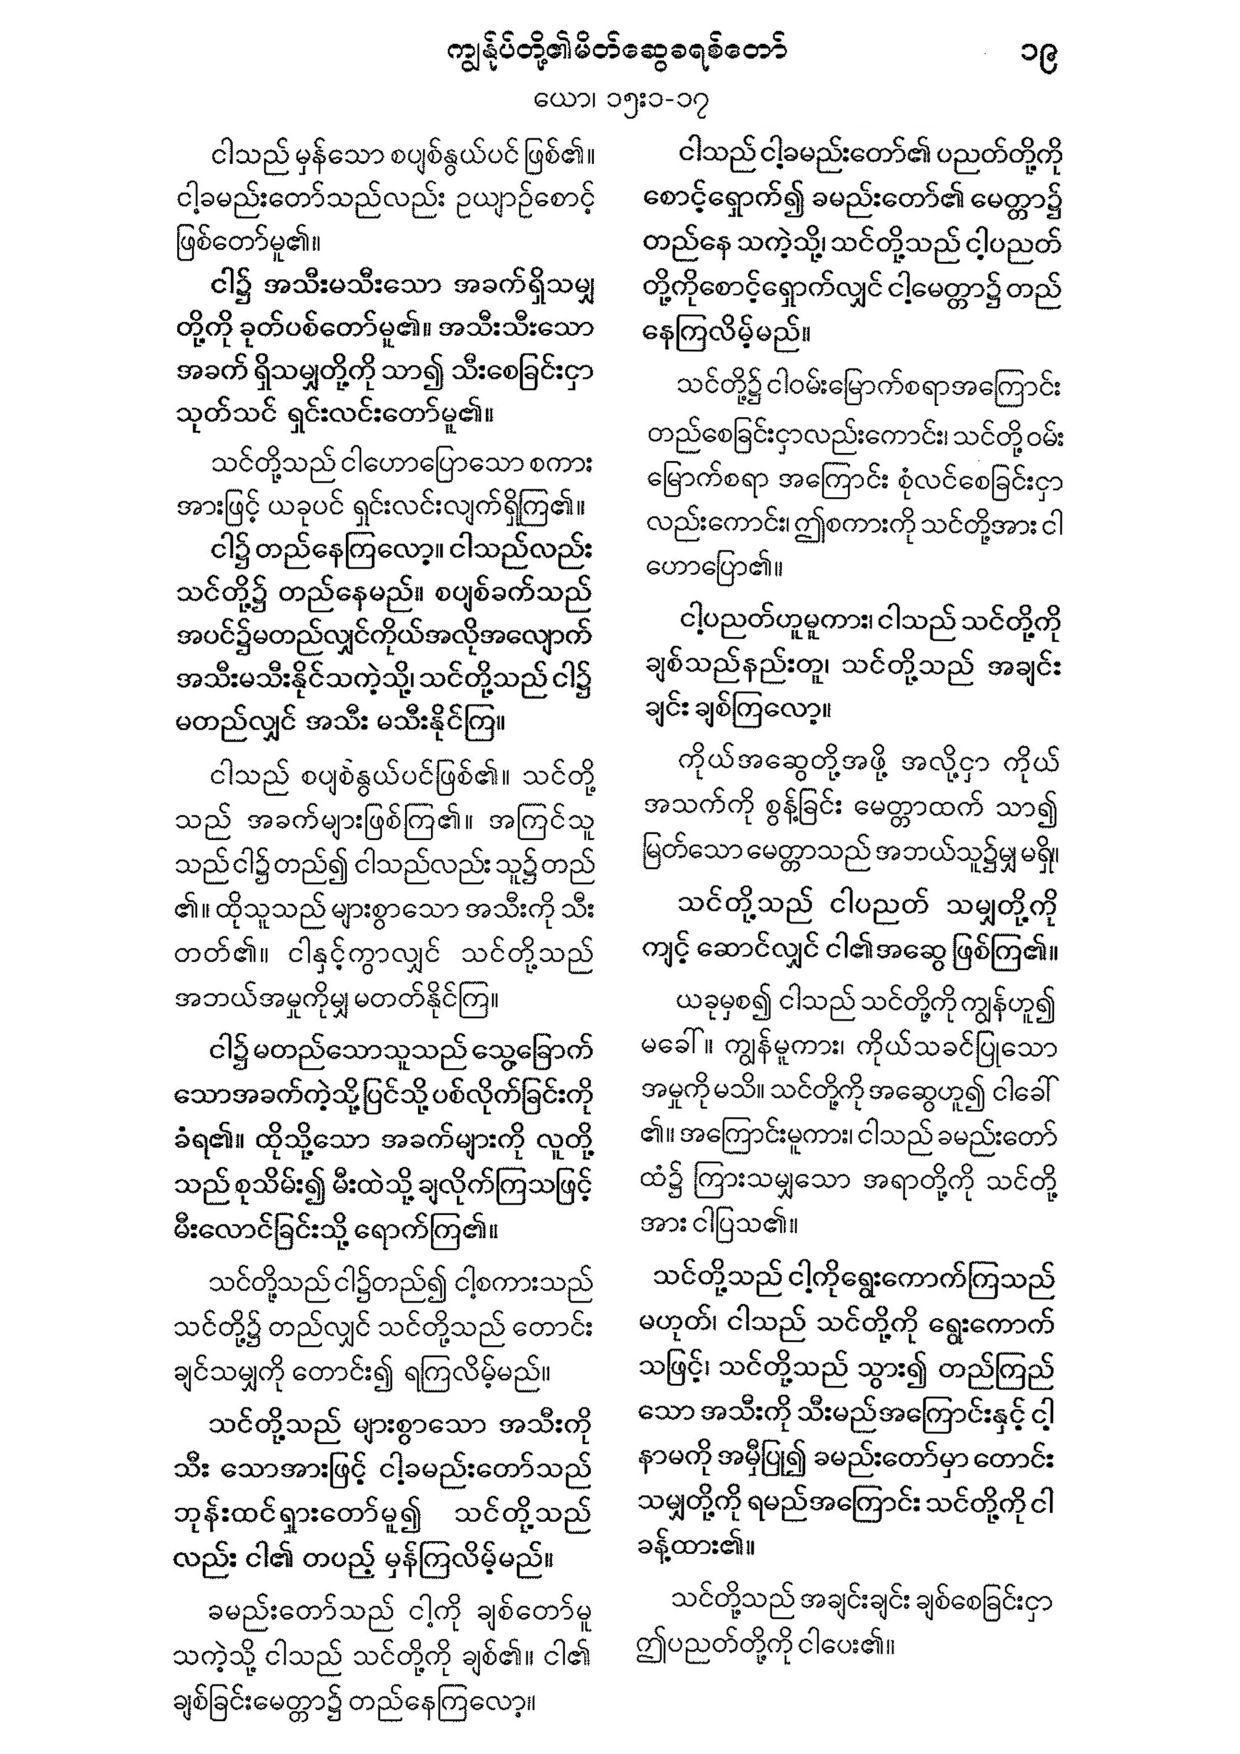 ကျွန်ုပ်တို့၏မိတ်ဆွေခရစ်တော်
၁၉
ယော၊ ၁၅း၁-၁၇
ငါသည် မှန်သော စပျစ်နွယ်ပင် ဖြစ်၏။
ငါ့ခမည်းတော်သည်လည်း ဥယျာဉ်စောင့်
ဖြစ်တော်မူ၏။
ငါ၌ အသီးမသီးသော အခက်ရှိသမျှ
တို့ကို ခုတ်ပစ်တော်မူ၏။ အသီးသီးသော
အခက် ရှိသမျှတို့ကို သာ၍ သီးစေခြင်းငှာ
သုတ်သင် ရှင်းလင်းတော်မူ၏။
သင်တို့သည် ငါဟောပြောသော စကား
အားဖြင့် ယခုပင် ရှင်းလင်းလျက်ရှိကြ၏။
ငါ၌ တည်နေကြလော့။ ငါသည်လည်း
သင်တို့၌ တည်နေမည်။ စပျစ်ခက်သည်
အပင်၌မတည်လျှင်ကိုယ်အလိုအလျောက်
အသီးမသီးနိုင်သကဲ့သို့၊ သင်တို့သည် ငါ၌
မတည်လျှင် အသီး မသီးနိုင်ကြ။
ငါသည် စပျစ်နွယ်ပင်ဖြစ်၏။ သင်တို့
သည် အခက်များဖြစ်ကြ၏။ အကြင်သူ
သည် ငါ၌ တည်၍ ငါသည်လည်း သူ၌ တည်
၏။ ထိုသူသည် များစွာသော အသီးကို သီး
တတ်၏။ ငါနှင့်ကွာလျှင် သင်တို့သည်
အဘယ်အမှုကိုမျှ မတတ်နိုင်ကြ။
ငါ၌ မတည်သောသူသည် သွေ့ခြောက်
သောအခက်ကဲ့သို့ ပြင်သို့ ပစ်လိုက်ခြင်းကို
ခံရ၏။ ထိုသို့သော အခက်များကို လူတို့
သည် စုသိမ်း၍ မီးထဲသို့ ချလိုက်ကြသဖြင့်
မီးလောင်ခြင်းသို့ ရောက်ကြ၏။
သင်တို့သည် ငါ၌တည်၍ ငါ့စကားသည်
သင်တို့၌ တည်လျှင် သင်တို့သည် တောင်း
ချင်သမျှကို တောင်း၍ ရကြလိမ့်မည်။
သင်တို့သည် များစွာသော အသီးကို
သီး သောအားဖြင့် ငါ့ခမည်းတော်သည်
ဘုန်းထင်ရှားတော်မူ၍ သင်တို့သည်
လည်း ငါ၏ တပည့် မှန်ကြလိမ့်မည်။
ခမည်းတော်သည် ငါ့ကို ချစ်တော်မူ
သကဲ့သို့ ငါသည် သင်တို့ကို ချစ်၏။ ငါ၏
ချစ်ခြင်းမေတ္တာ၌ တည်နေကြလော့။
ငါသည် ငါ့ခမည်းတော်၏ ပညတ်တို့ကို
စောင့်ရှောက်၍ ခမည်းတော်၏ မေတ္တာ၌
တည်နေ သကဲ့သို့၊ သင်တို့သည် ငါ့ပညတ်
တို့ကိုစောင့်ရှောက်လျှင် ငါ့မေတ္တာ၌ တည်
နေကြလိမ့်မည်။
သင်တို့၌ ငါဝမ်းမြောက်စရာအကြောင်း
တည်စေခြင်းငှာလည်းကောင်း၊ သင်တို့ ဝမ်း
မြောက်စရာ အကြောင်း စုံလင်စေခြင်းငှာ
လည်းကောင်း၊ ဤစကားကို သင်တို့အား ငါ
ဟောပြော၏။
ငါ့ပညတ်ဟူမူကား၊ ငါသည် သင်တို့ကို
ချစ်သည်နည်းတူ၊ သင်တို့သည် အချင်း
ချင်း ချစ်ကြလော့။
ကိုယ်အဆွေတို့အဖို့ အလို့ငှာ ကိုယ်
အသက်ကို စွန့်ခြင်း မေတ္တာထက် သာ၍
မြတ်သော မေတ္တာသည် အဘယ်သူ၌မျှ မရှိ။
သင်တို့သည် ငါပညတ် သမျှတို့ကို
ကျင့် ဆောင်လျှင် ငါ၏အဆွေ ဖြစ်ကြ၏။
ယခုမှစ၍ ငါသည် သင်တို့ကို ကျွန်ဟူ၍
မခေါ်။ ကျွန်မူကား၊ ကိုယ်သခင်ပြုသော
အမှုကို မသိ။ သင်တို့ကို အဆွေဟူ၍ ငါခေါ်
၏။ အကြောင်းမူကား၊ ငါသည် ခမည်းတော်
ထံ၌ ကြားသမျှသော အရာတို့ကို သင်တို့
အား ငါပြသ၏။
သင်တို့သည် ငါ့ကိုရွေးကောက်ကြသည်
မဟုတ်၊ ငါသည် သင်တို့ကို ရွေးကောက်
သဖြင့်၊ သင်တို့သည် သွား၍ တည်ကြည်
သော အသီးကို သီးမည်အကြောင်းနှင့် ငါ့
နာမကို အမှီပြု၍ ခမည်းတော်မှာ တောင်း
သမျှတို့ကို ရမည်အကြောင်း သင်တို့ကို ငါ
ခန့်ထား၏။
သင်တို့သည် အချင်းချင်း ချစ်စေခြင်းငှာ
ဤပညတ်တို့ကို ငါပေး၏။